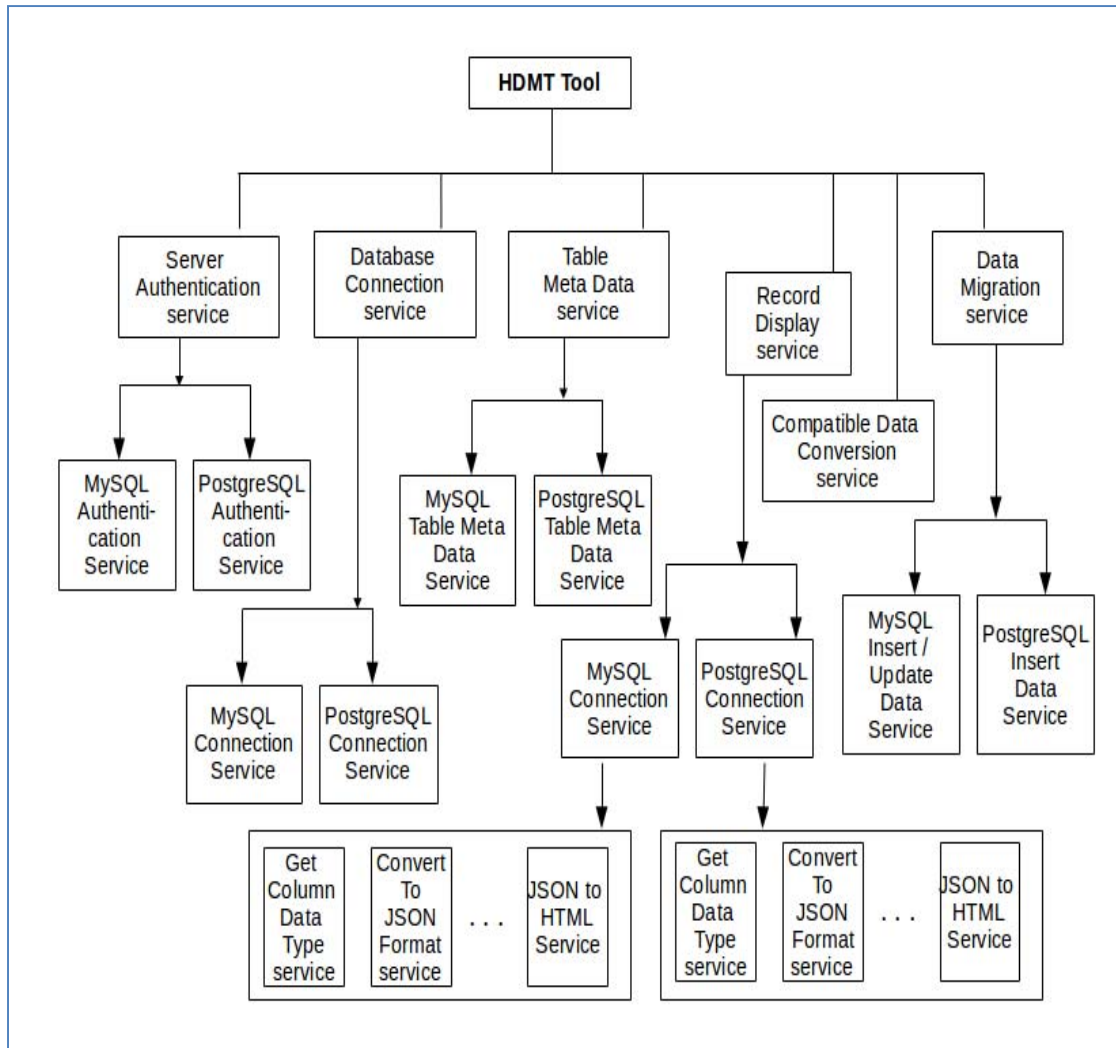 HDMT Tool
Server
Authentication
service
Database
Connection
service
Table
Meta Data
service
Record
Display
service
Compatible Data
Conversion
service
Data
Migration
service
MySQL
Authenti-
cation
Service
PostgreSQL
Authenti-
cation
Service
MySQL
Connection
Service
PostgreSQL
Connection
Service
MySQL
Table Meta
Data
Service
PostgreSQL
Table Meta
Data
Service
MySQL
Connection
Service
PostgreSQL
Connection
Service
MySQL
Insert /
Update
Data
Service
PostgreSQL
Insert
Data
Service
Get
Column
Data
Type
service
Convert
To
JSON
Format
service
. . .
JSON to
HTML
Service
Get
Column
Data
Type
service
Convert
To
JSON
Format
service
. . .
JSON to
HTML
Service